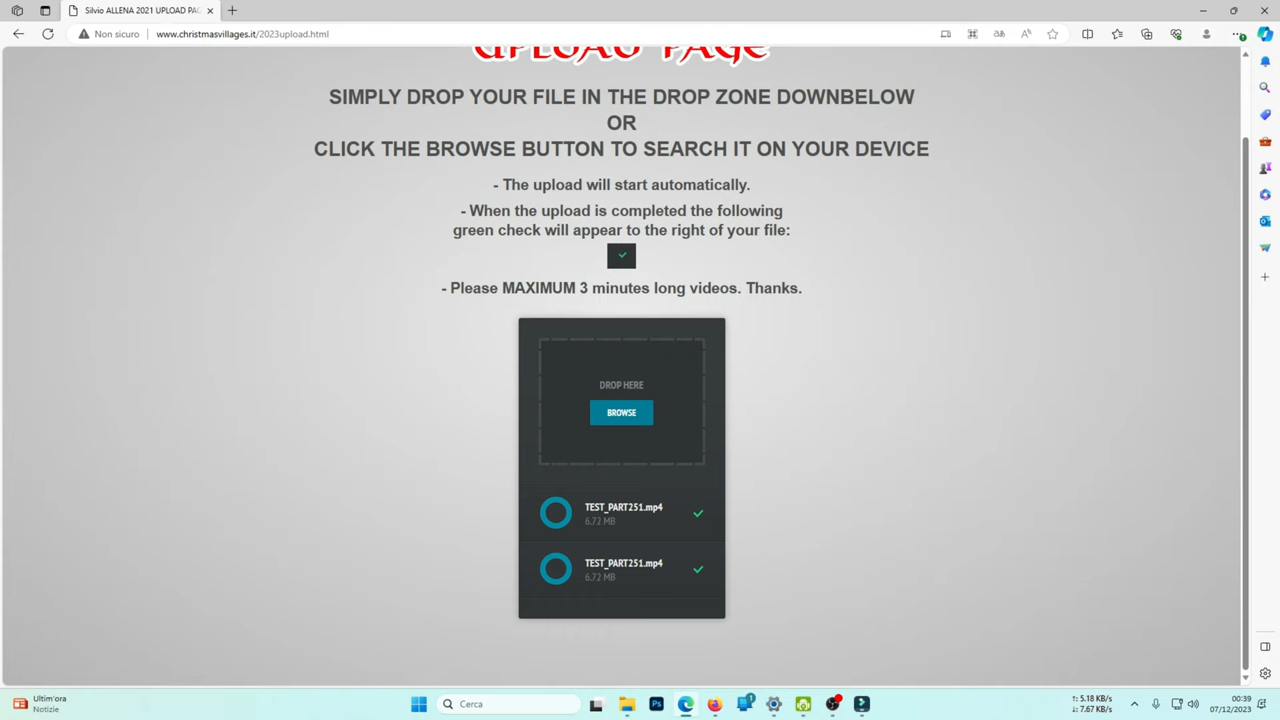 Silvio ALLENA 2021 UPLOAD PAG
Non sicuro
www.christmasvillages.it/2023upload.html
UPLOAD PAGE
SIMPLY DROP YOUR FILE IN THE DROP ZONE DOWNBELOW
OR
CLICK THE BROWSE BUTTON TO SEARCH IT ON YOUR DEVICE
- The upload will start automatically.
- When the upload is completed the following
green check will appear to the right of your file:
- Please MAXIMUM 3 minutes long videos. Thanks.
DROP HERE
BROWSE
TEST_PART251.mp4
6.72 MB
TEST_PART251.mp4
6.72 MB
Ultim'ora
Notizie
Cerca
Ps
1
↑: 5.18 KB/s
↓: 7.67 KB/s
00:39
07/12/2023